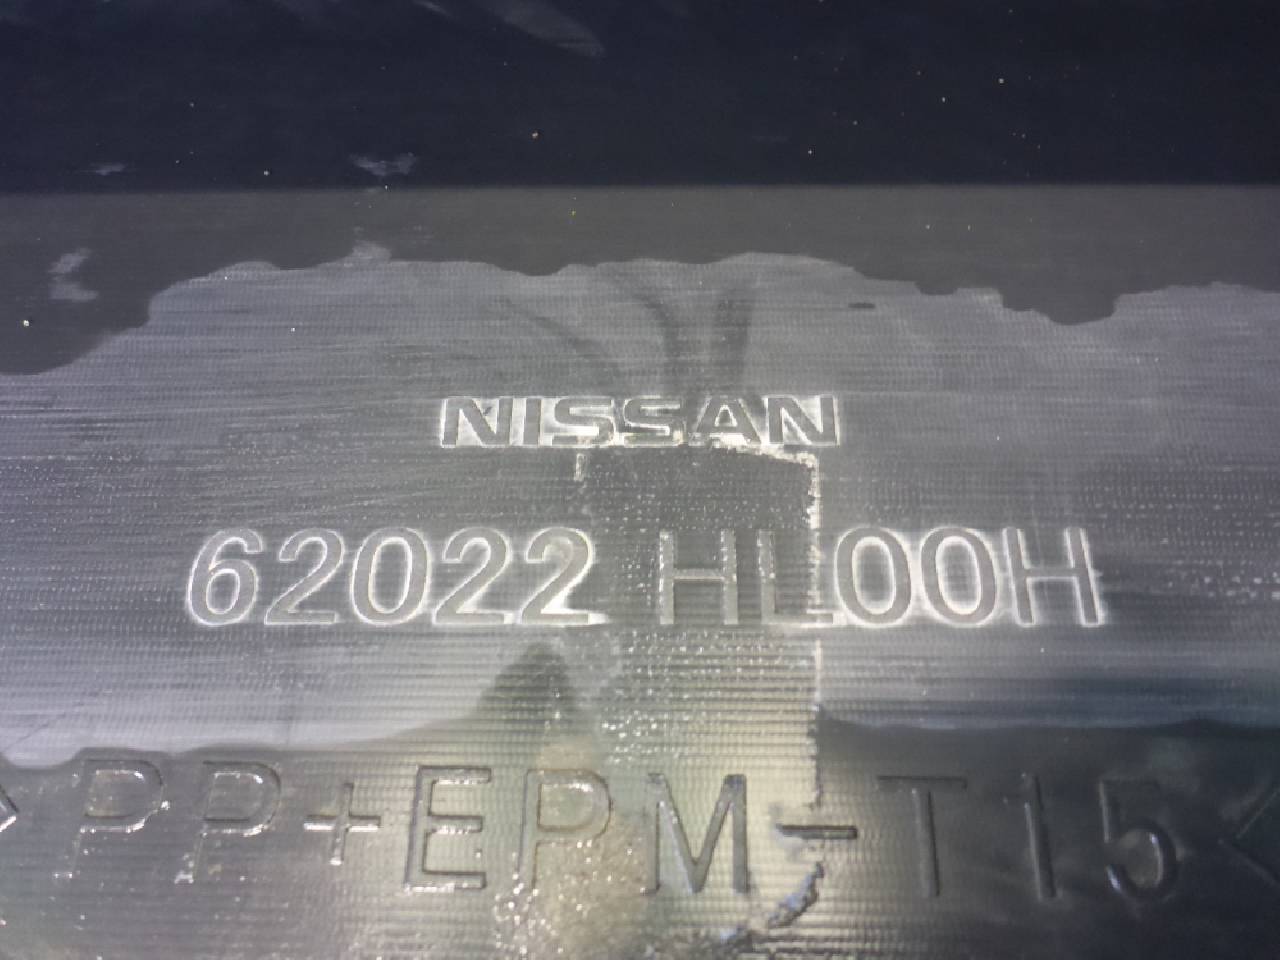 NISSAN
62022 HL00H
>PP+EPM-T15<